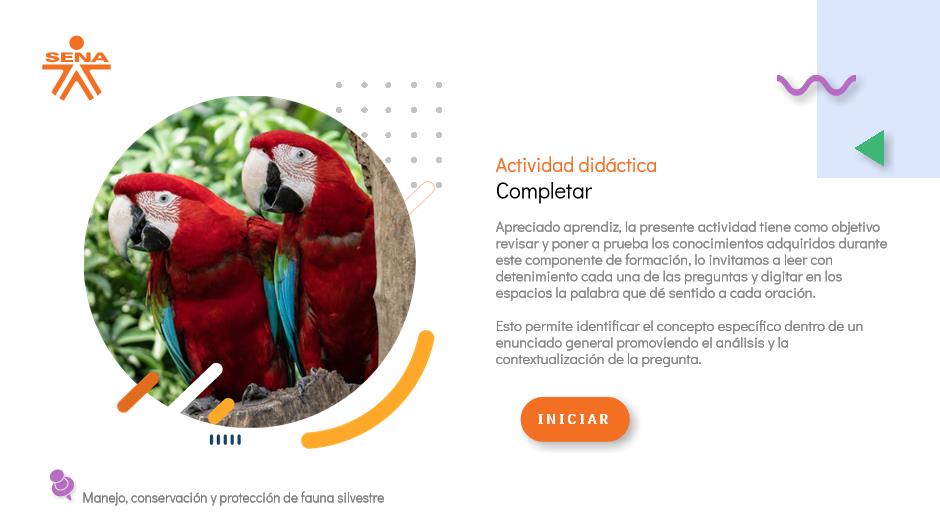 SENA
Actividad didáctica
Completar
Apreciado aprendiz, la presente actividad tiene como objetivo
revisar y poner a prueba los conocimientos adquiridos durante
este componente de formación, lo invitamos a leer con
detenimiento cada una de las preguntas y digitar en los
espacios la palabra que dé sentido a cada oración.
Esto permite identificar el concepto específico dentro de un
enunciado general promoviendo el análisis y la
contextualización de la pregunta.
INICIAR
Manejo, conservación y protección de fauna silvestre